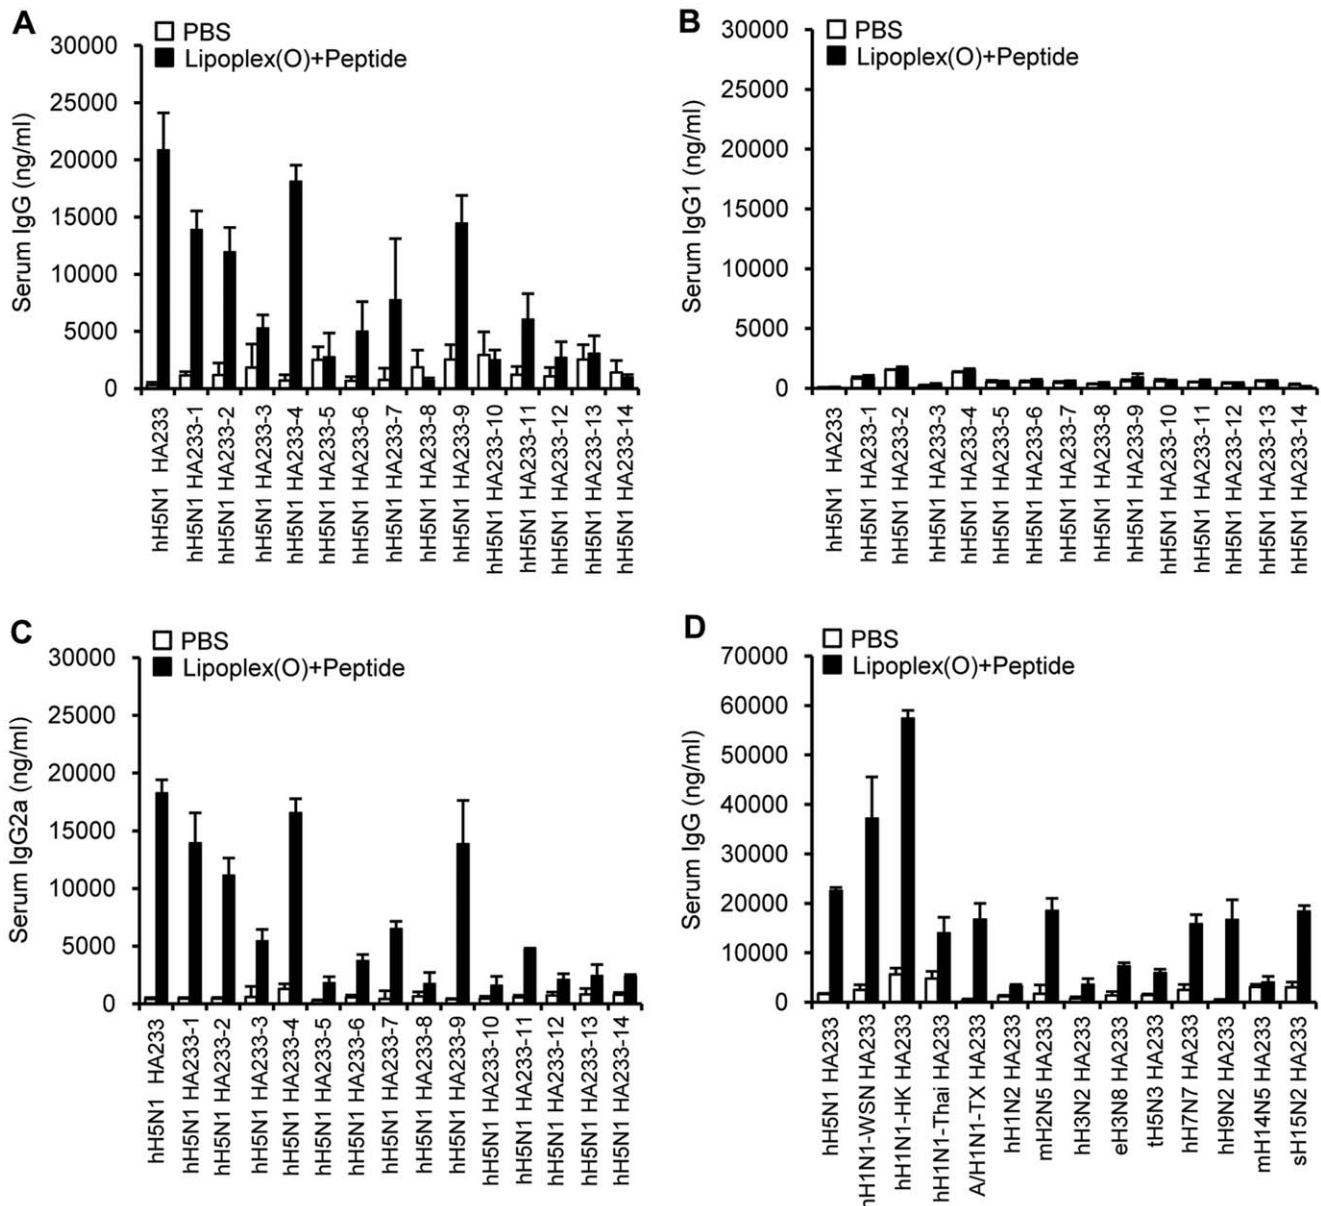 A
PBS
Lipoplex(O)+Peptide
30000
25000
20000
15000
10000
5000
0
Serum IgG (ng/ml)
hH5N1 HA233
hH5N1 HA233-1
hH5N1 HA233-2
hH5N1 HA233-3
hH5N1 HA233-4
hH5N1 HA233-5
hH5N1 HA233-6
hH5N1 HA233-7
hH5N1 HA233-8
hH5N1 HA233-9
hH5N1 HA233-10
hH5N1 HA233-11
hH5N1 HA233-12
hH5N1 HA233-13
hH5N1 HA233-14
B
PBS
Lipoplex(O)+Peptide
30000
25000
20000
15000
10000
5000
0
Serum IgG1 (ng/ml)
hH5N1 HA233
hH5N1 HA233-1
hH5N1 HA233-2
hH5N1 HA233-3
hH5N1 HA233-4
hH5N1 HA233-5
hH5N1 HA233-6
hH5N1 HA233-7
hH5N1 HA233-8
hH5N1 HA233-9
hH5N1 HA233-10
hH5N1 HA233-11
hH5N1 HA233-12
hH5N1 HA233-13
hH5N1 HA233-14
C
PBS
Lipoplex(O)+Peptide
30000
25000
20000
15000
10000
5000
0
Serum IgG2a (ng/ml)
hH5N1 HA233
hH5N1 HA233-1
hH5N1 HA233-2
hH5N1 HA233-3
hH5N1 HA233-4
hH5N1 HA233-5
hH5N1 HA233-6
hH5N1 HA233-7
hH5N1 HA233-8
hH5N1 HA233-9
hH5N1 HA233-10
hH5N1 HA233-11
hH5N1 HA233-12
hH5N1 HA233-13
hH5N1 HA233-14
D
PBS
Lipoplex(O)+Peptide
70000
60000
50000
40000
30000
20000
10000
0
Serum IgG (ng/ml)
hH5N1 HA233
hH1N1-WSN HA233
hH1N1-HK HA233
hH1N1-Thai HA233
A/H1N1-TX HA233
hH1N2 HA233
mH2N5 HA233
hH3N2 HA233
eH3N8 HA233
tH5N3 HA233
hH7N7 HA233
hH9N2 HA233
mH14N5 HA233
sH15N2 HA233